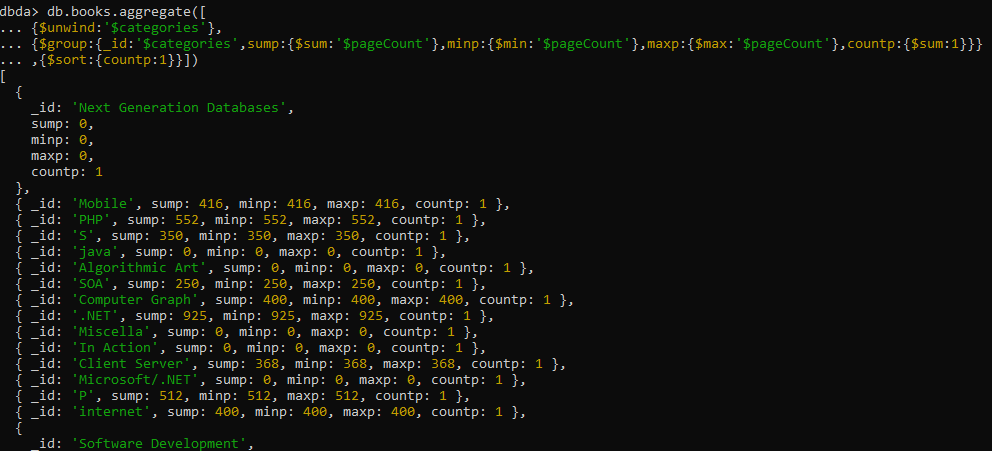 dbda> db.books.aggregate([
... {$unwind:'$categories'},
... {$group:{_id:'$categories',sump:{$sum:'$pageCount'},minp:{$min:'$pageCount'},maxp:{$max:'$pageCount'},countp:{$sum:1}}}
... ,{$sort:{countp:1}}])
[
  {
    _id: 'Next Generation Databases',
    sump: 0,
    minp: 0,
    maxp: 0,
    countp: 1
  },
  { _id: 'Mobile', sump: 416, minp: 416, maxp: 416, countp: 1 },
  { _id: 'PHP', sump: 552, minp: 552, maxp: 552, countp: 1 },
  { _id: 'S', sump: 350, minp: 350, maxp: 350, countp: 1 },
  { _id: 'java', sump: 0, minp: 0, maxp: 0, countp: 1 },
  { _id: 'Algorithmic Art', sump: 0, minp: 0, maxp: 0, countp: 1 },
  { _id: 'SOA', sump: 250, minp: 250, maxp: 250, countp: 1 },
  { _id: 'Computer Graph', sump: 400, minp: 400, maxp: 400, countp: 1 },
  { _id: '.NET', sump: 925, minp: 925, maxp: 925, countp: 1 },
  { _id: 'Miscella', sump: 0, minp: 0, maxp: 0, countp: 1 },
  { _id: 'In Action', sump: 0, minp: 0, maxp: 0, countp: 1 },
  { _id: 'Client Server', sump: 368, minp: 368, maxp: 368, countp: 1 },
  { _id: 'Microsoft/.NET', sump: 0, minp: 0, maxp: 0, countp: 1 },
  { _id: 'P', sump: 512, minp: 512, maxp: 512, countp: 1 },
  { _id: 'internet', sump: 400, minp: 400, maxp: 400, countp: 1 },
  {
    _id: 'Software Development',